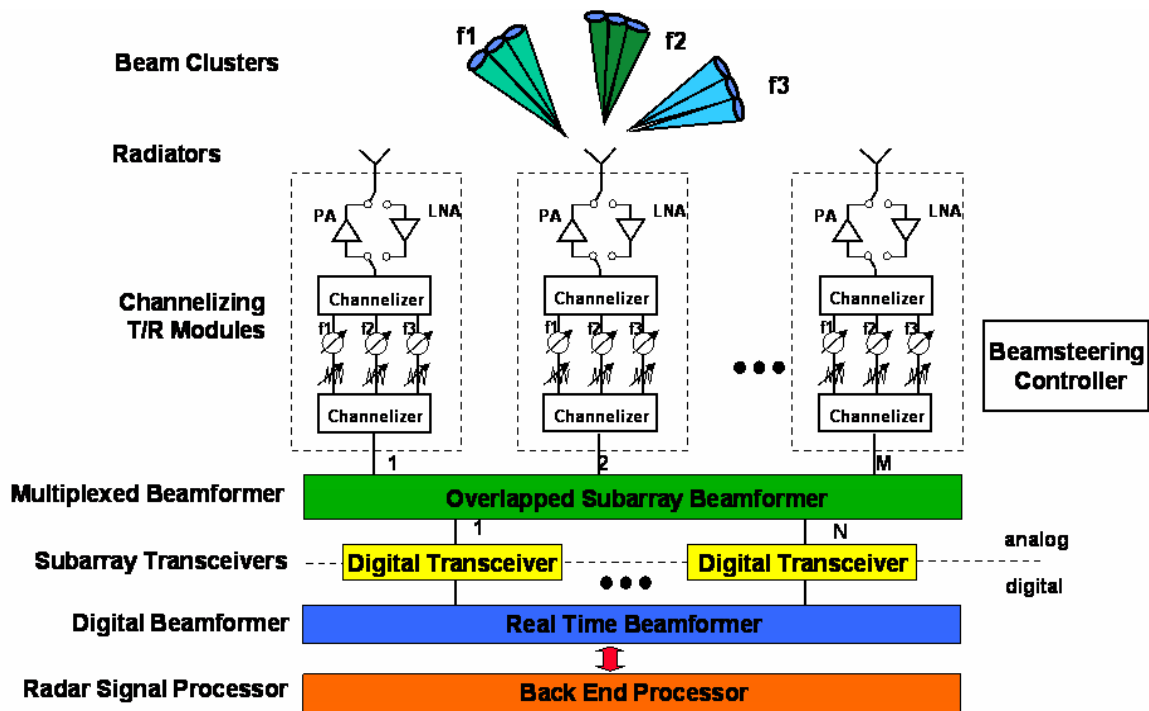 f1
f2
f3
Beam Clusters
Radiators
PA LNA PA LNA PA LNA
Channelizer Channelizer Channelizer
Channelizing
T/R Modules
f1 f2 f3 f1 f2 f3 f1 f2 f3
Beamsteering
Controller
Channelizer Channelizer Channelizer
1 2 M
Multiplexed Beamformer
Overlapped Subarray Beamformer
1 N
analog
Subarray Transceivers
Digital Transceiver Digital Transceiver
digital
Digital Beamformer
Real Time Beamformer
Radar Signal Processor
Back End Processor